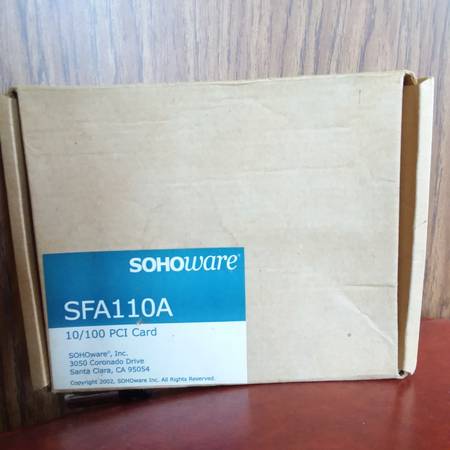 SOHOware®
SFA110A
10/100 PCI Card
SOHOware®, Inc.
3050 Coronado Drive
Santa Clara, CA 95054
Copyright 2002, SOHOware Inc. All Rights Reserved.